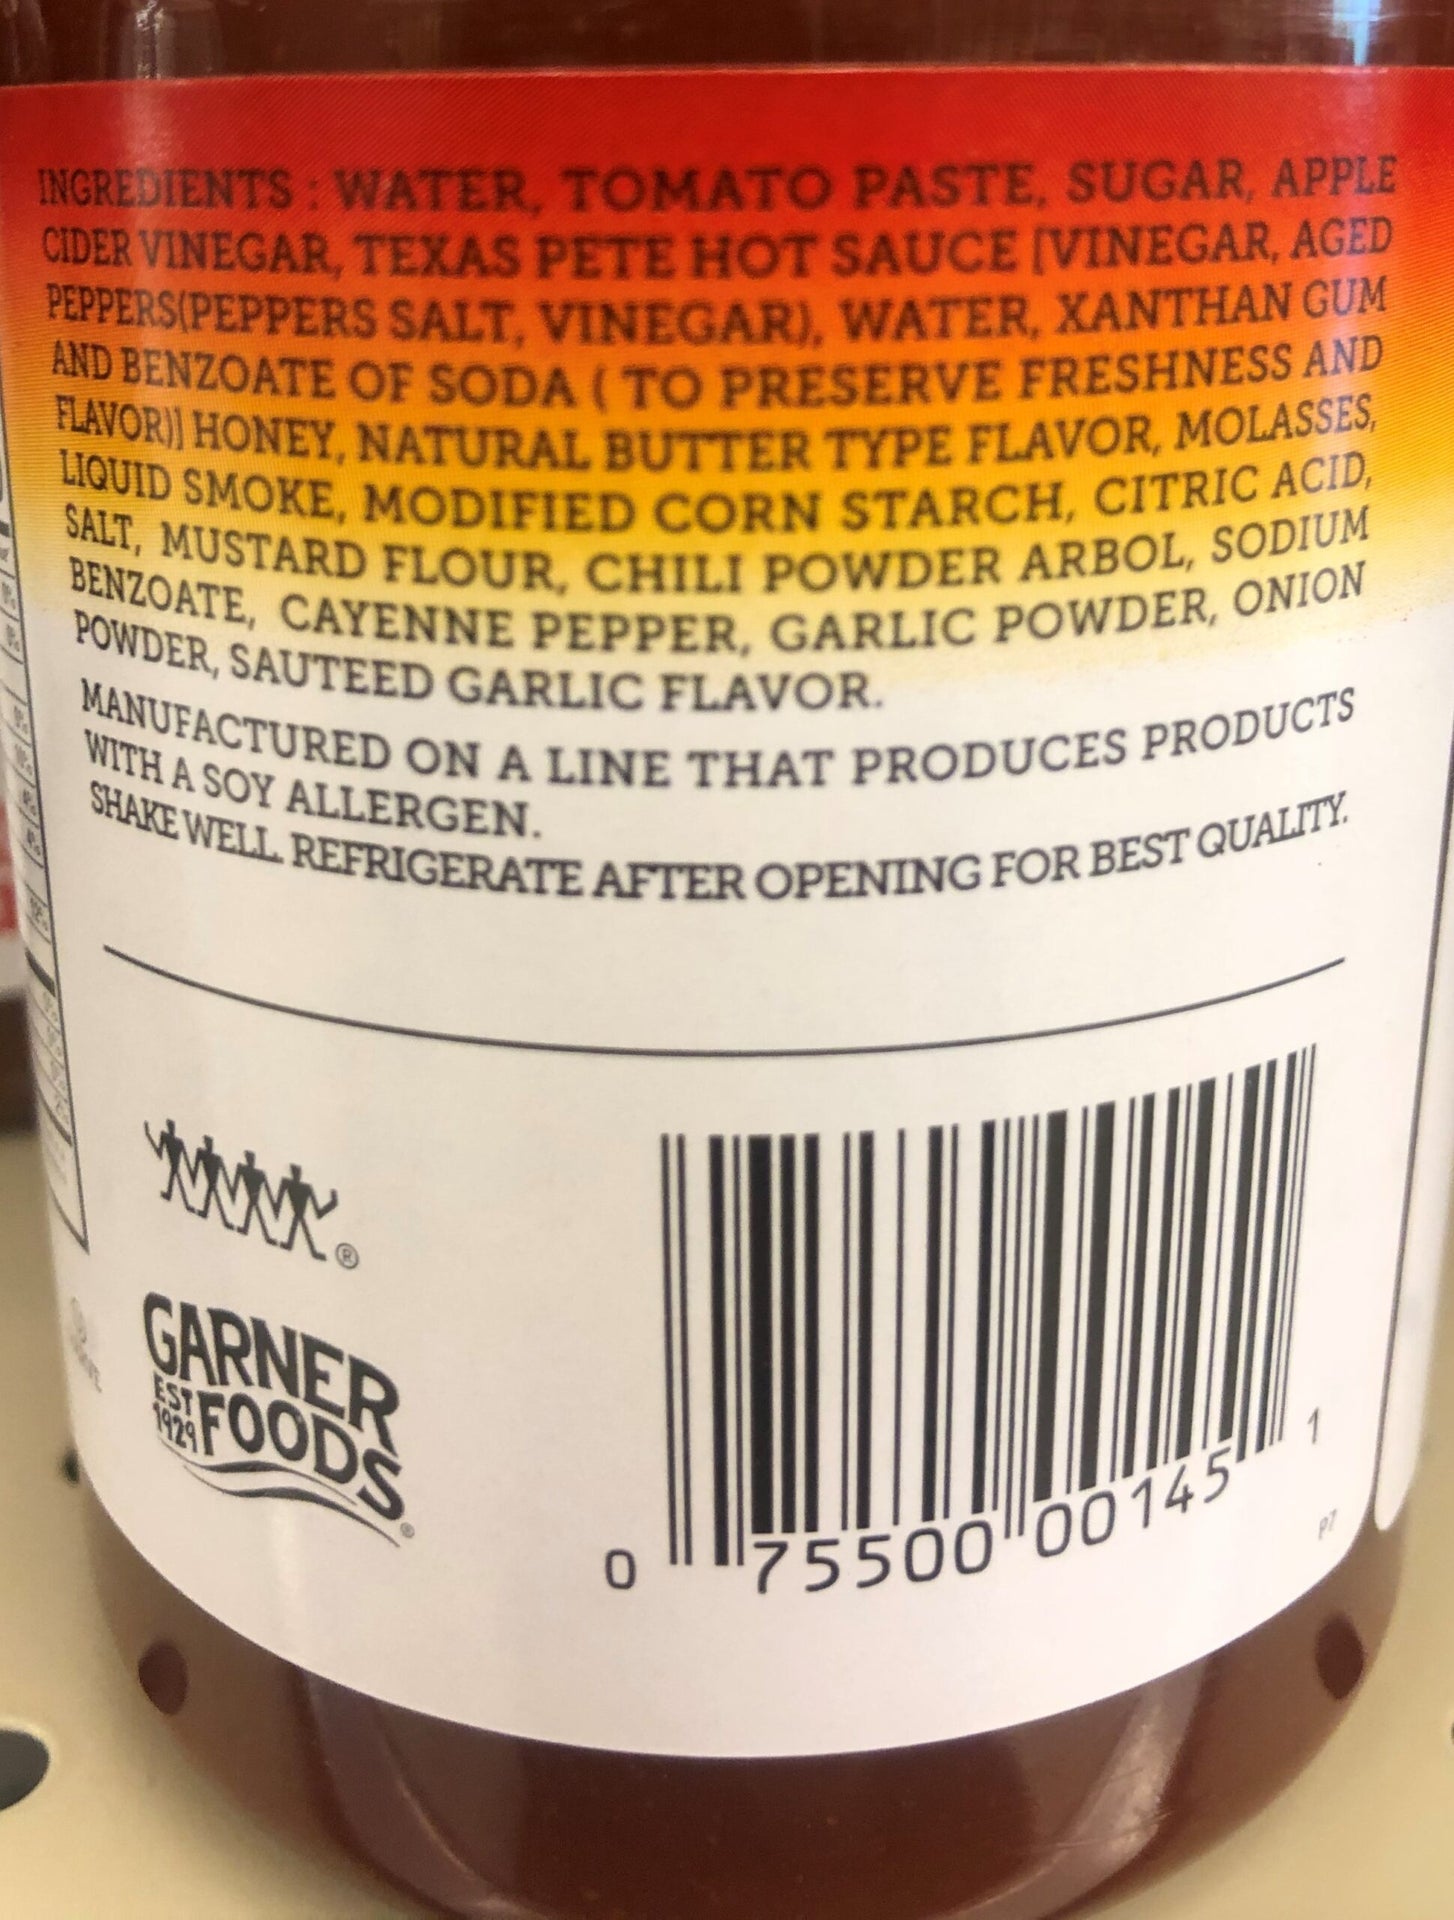 INGREDIENTS : WATER, TOMATO PASTE, SUGAR, APPLE
CIDER VINEGAR, TEXAS PETE HOT SAUCE [VINEGAR, AGED
PEPPERS(PEPPERS SALT, VINEGAR), WATER, XANTHAN GUM
AND BENZOATE OF SODA ( TO PRESERVE FRESHNESS AND
FLAVOR)] HONEY, NATURAL BUTTER TYPE FLAVOR, MOLASSES,
LIQUID SMOKE, MODIFIED CORN STARCH, CITRIC ACID,
SALT, MUSTARD FLOUR, CHILI POWDER ARBOL, SODIUM
BENZOATE, CAYENNE PEPPER, GARLIC POWDER, ONION
POWDER, SAUTEED GARLIC FLAVOR.
MANUFACTURED ON A LINE THAT PRODUCES PRODUCTS
WITH A SOY ALLERGEN.
SHAKE WELL. REFRIGERATE AFTER OPENING FOR BEST QUALITY.
®
GARNER
EST 1929 FOODS®
0 75500 00145 1
P7